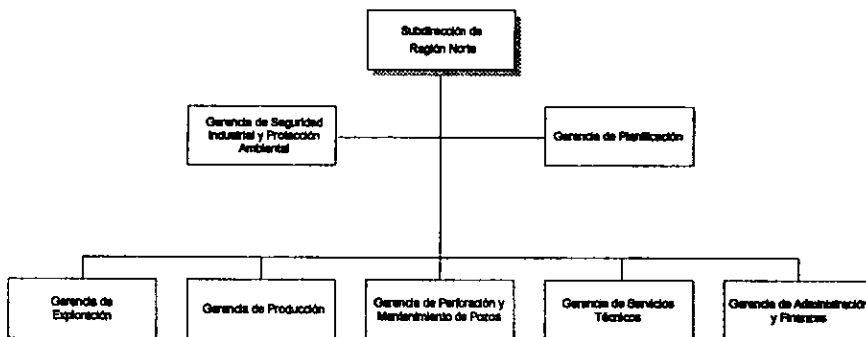 Subdirección de
Región Norte
Gerencia de Seguridad
Industrial y Protección
Ambiental
Gerencia de Planificación
Gerencia de
Exploración
Gerencia de Producción
Gerencia de Perforación y
Mantenimiento de Pozos
Gerencia de Servicios
Técnicos
Gerencia de Administración
y Finanzas